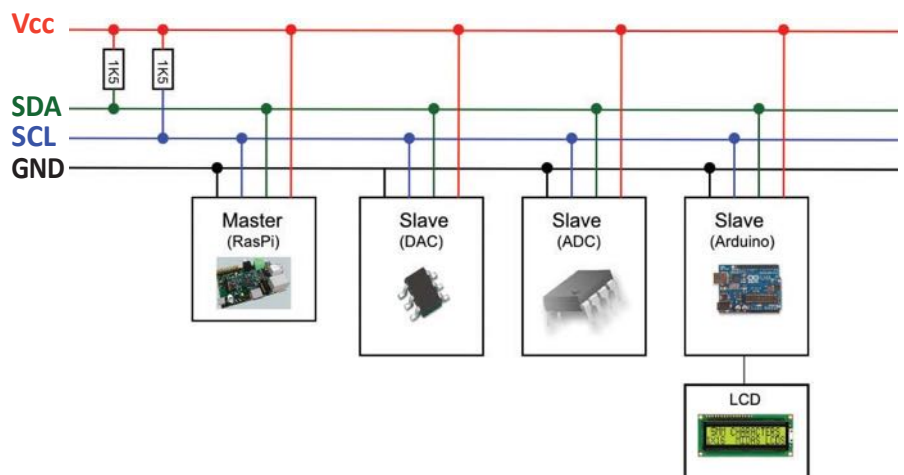 Vcc
1K5
1K5
SDA
SCL
GND
Master
(RasPi)
Slave
(DAC)
Slave
(ADC)
Slave
(Arduino)
LCD